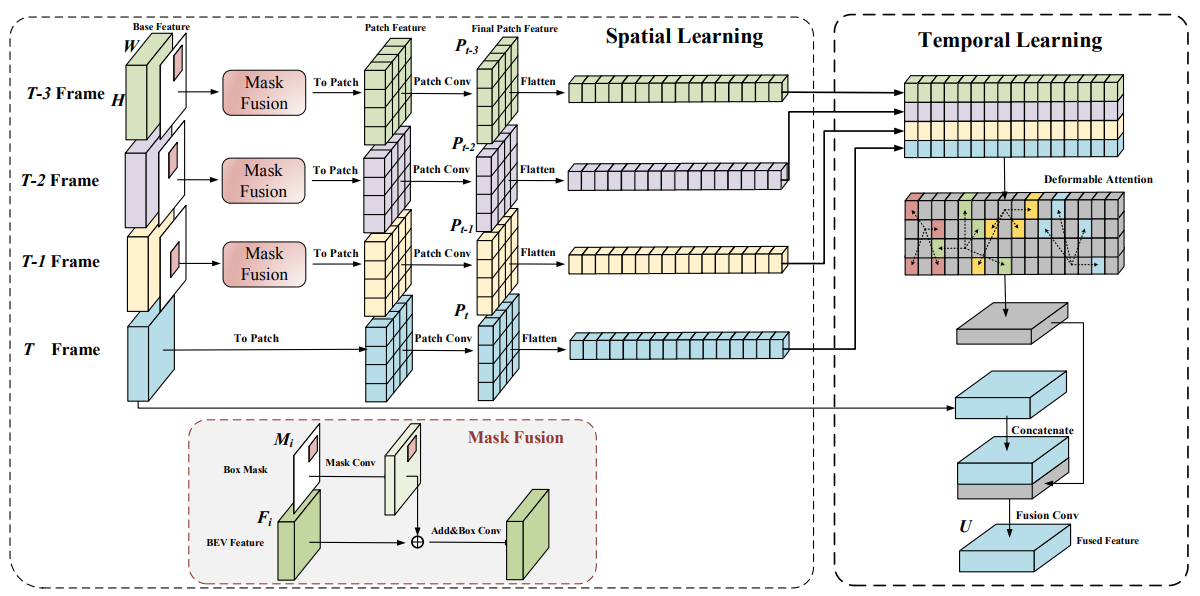 Base Feature
Patch Feature
Final Patch Feature
Spatial Learning
Temporal Learning
W
H
P_{t-3}
T-3 Frame
Mask
Fusion
To Patch
Patch Conv
Flatten
P_{t-2}
T-2 Frame
Mask
Fusion
To Patch
Patch Conv
Flatten
Deformable Attention
P_{t-1}
T-1 Frame
Mask
Fusion
To Patch
Patch Conv
Flatten
P_t
T Frame
To Patch
Patch Conv
Flatten
Mask Fusion
M_i
Box Mask
Mask Conv
F_i
BEV Feature
Add&Box Conv
Concatenate
Fusion Conv
U
Fused Feature